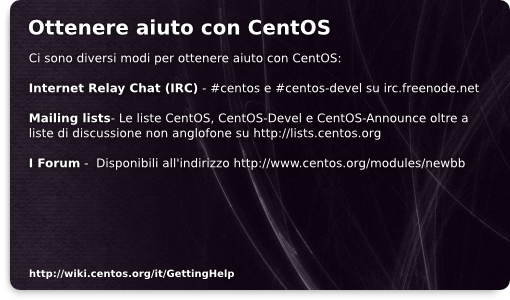 Ottenere aiuto con CentOS
Ci sono diversi modi per ottenere aiuto con CentOS:
Internet Relay Chat (IRC) - #centos e #centos-devel su irc.freenode.net
Mailing lists- Le liste CentOS, CentOS-Devel e CentOS-Announce oltre a
liste di discussione non anglofone su http://lists.centos.org
I Forum -  Disponibili all'indirizzo http://www.centos.org/modules/newbb
http://wiki.centos.org/it/GettingHelp